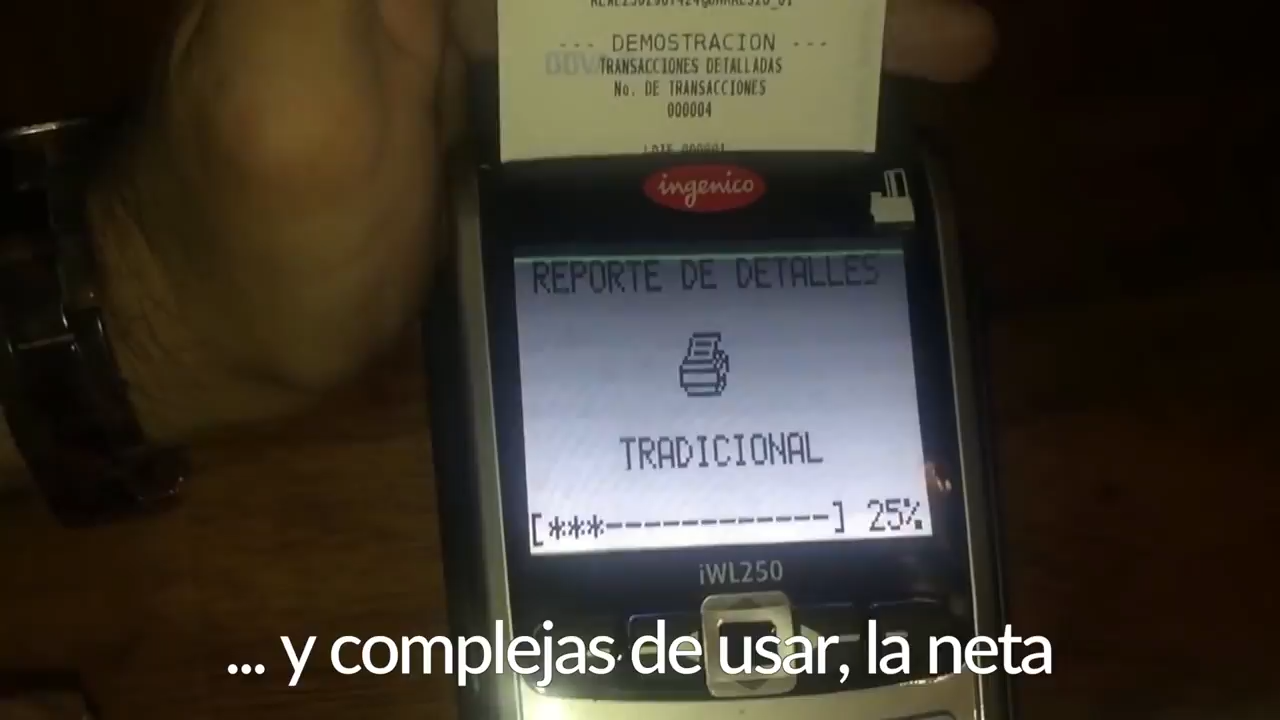 --- DEMOSTRACION ---
TRANSACCIONES DETALLADAS
No. DE TRANSACCIONES
000004
ingenico
REPORTE DE DETALLES
TRADICIONAL
[***------------] 25%
iWL250
... y complejas de usar, la neta